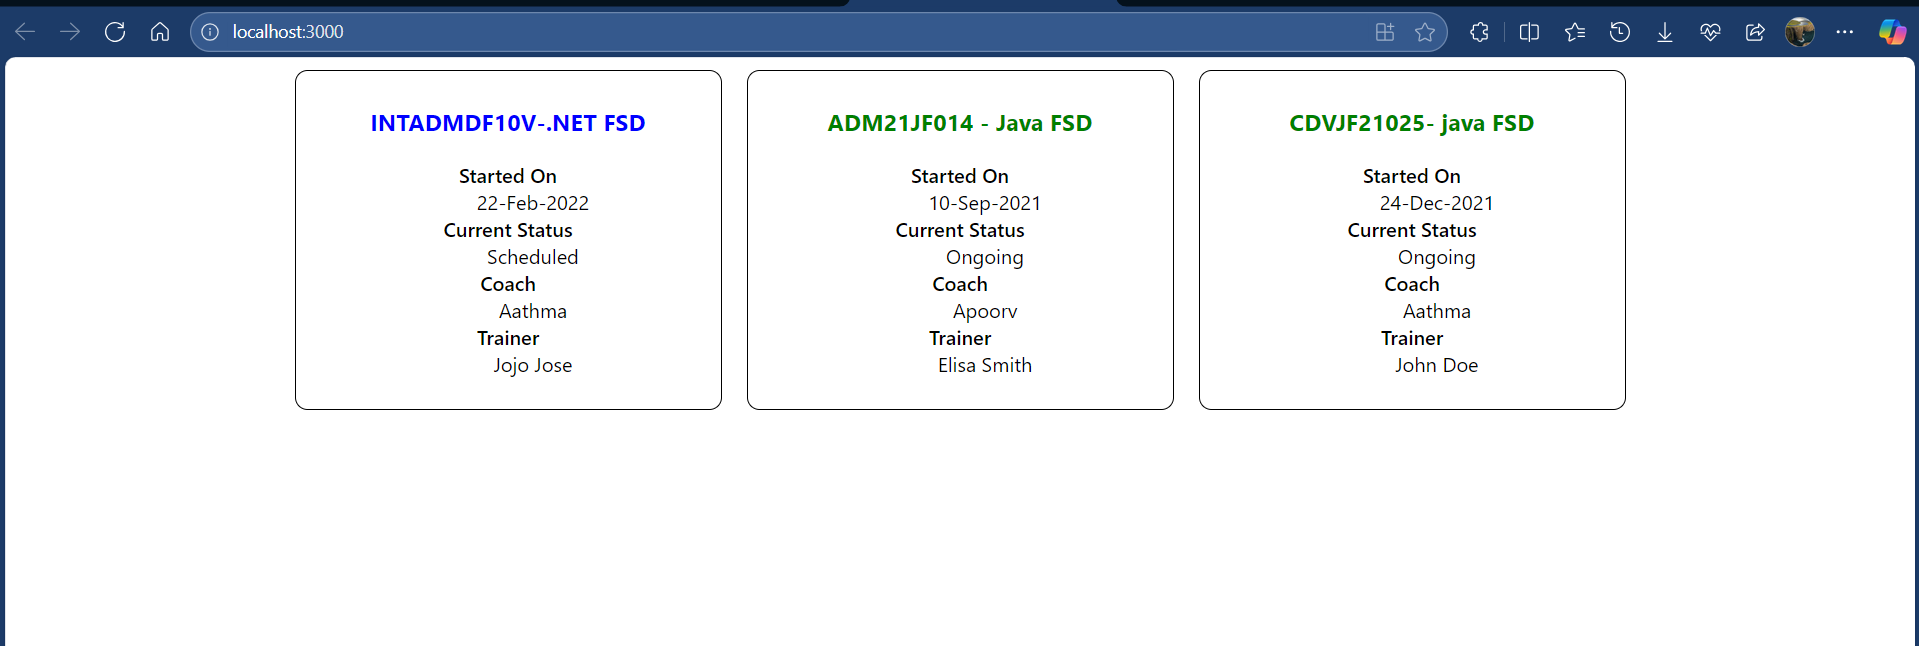 localhost:3000
INTADMDF10V-.NET FSD
Started On
22-Feb-2022
Current Status
Scheduled
Coach
Aathma
Trainer
Jojo Jose
ADM21JF014 - Java FSD
Started On
10-Sep-2021
Current Status
Ongoing
Coach
Apoorv
Trainer
Elisa Smith
CDVJF21025- java FSD
Started On
24-Dec-2021
Current Status
Ongoing
Coach
Aathma
Trainer
John Doe